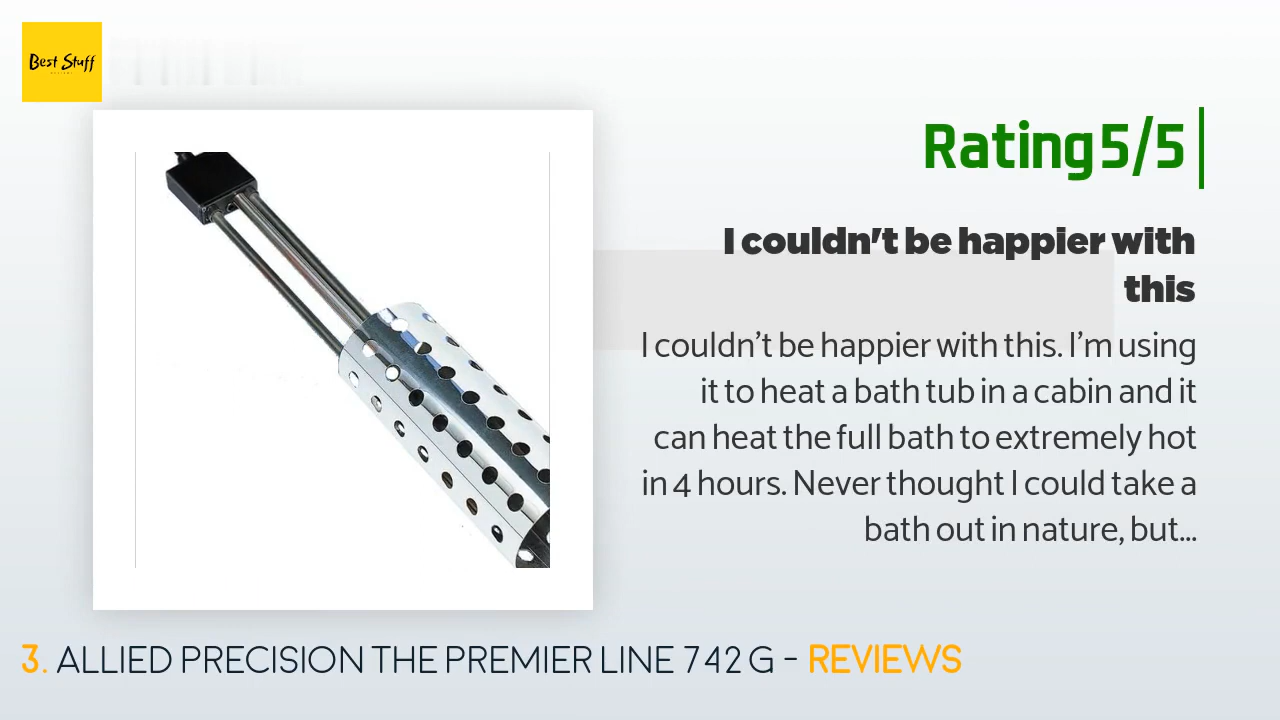 Best Stuff
Rating 5/5
I couldn't be happier with
this
I couldn't be happier with this. I'm using
it to heat a bath tub in a cabin and it
can heat the full bath to extremely hot
in 4 hours. Never thought I could take a
bath out in nature, but...
3. ALLIED PRECISION THE PREMIER LINE 742 G - REVIEWS